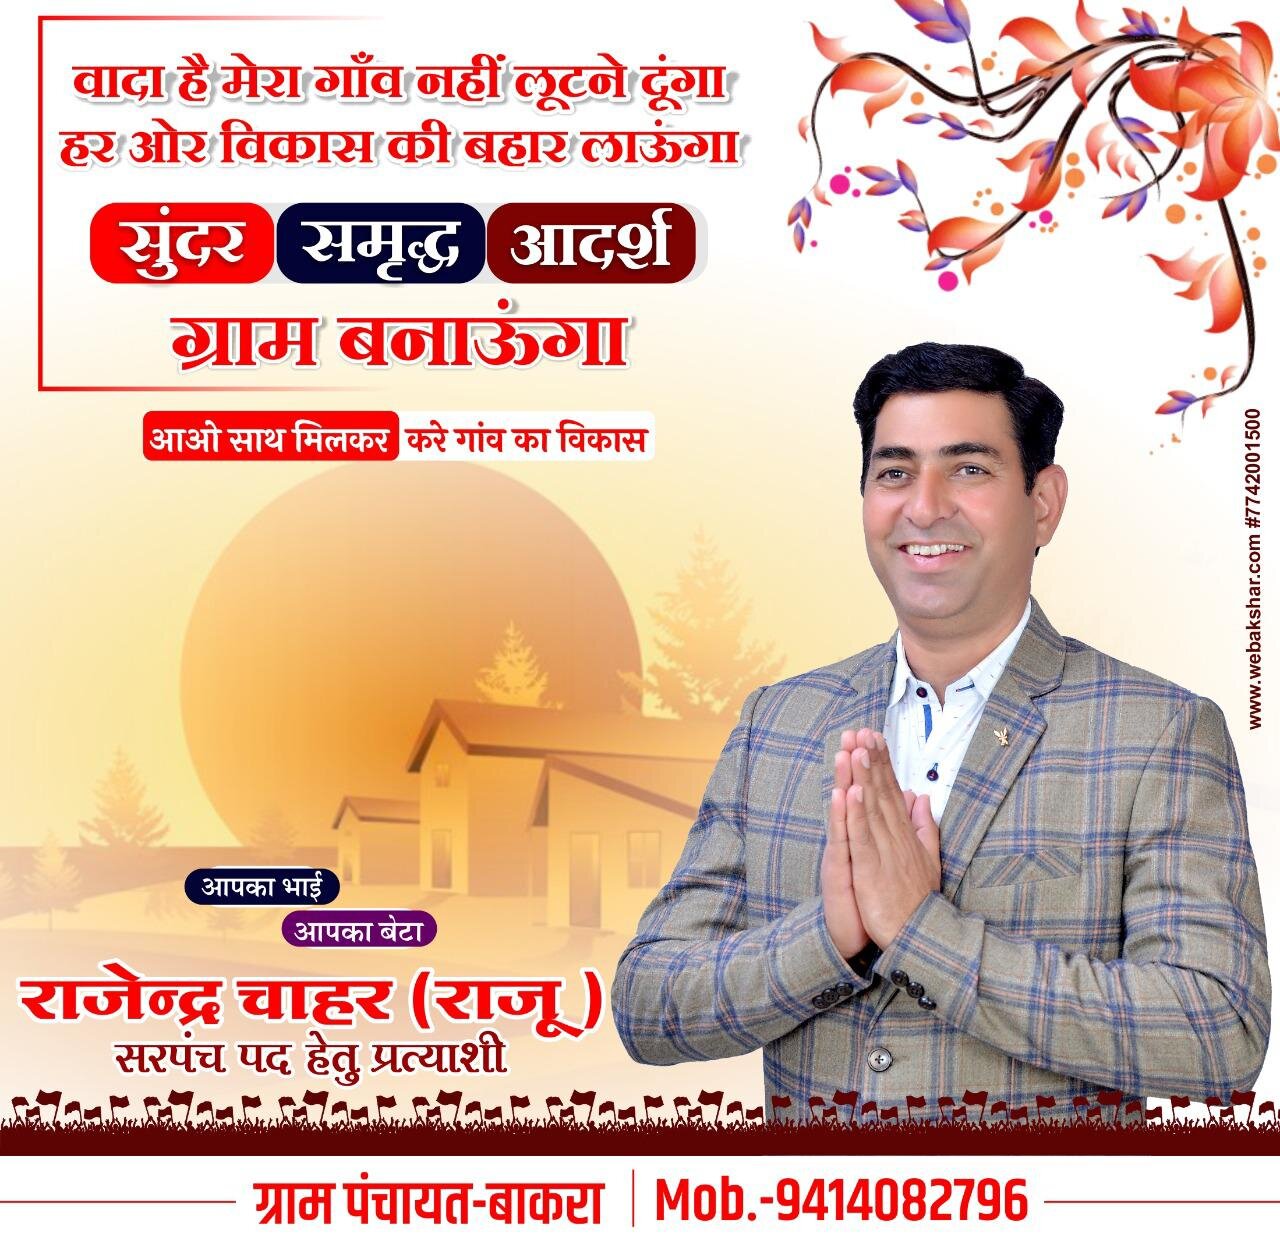 वादा है मेरा गाँव नहीं लूटने दूंगा
हर ओर विकास की बहार लाऊंगा
सुंदर समृद्ध आदर्श
ग्राम बनाऊंगा
आओ साथ मिलकर करे गांव का विकास
www.webakshar.com #7742001500
आपका भाई
आपका बेटा
राजेन्द्र चाहर (राजू )
सरपंच पद हेतु प्रत्याशी
ग्राम पंचायत-बाकरा | Mob.-9414082796